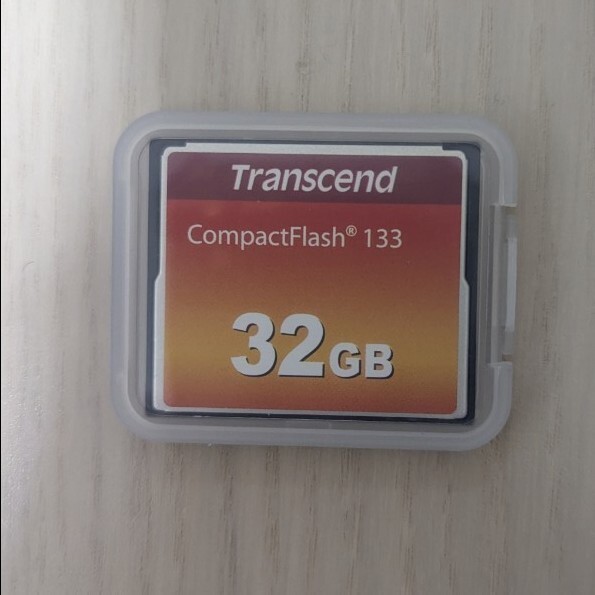 Transcend
CompactFlash® 133
32GB